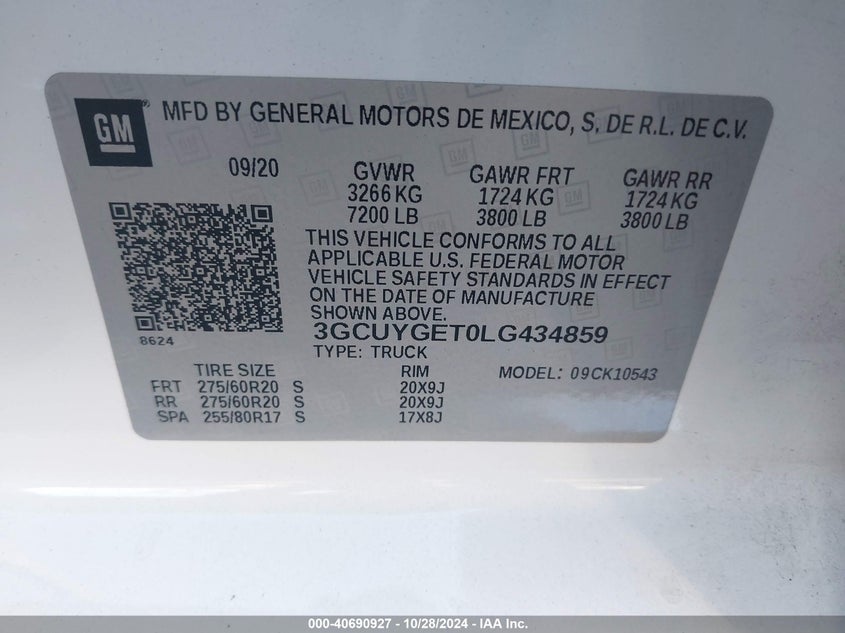 GM ® MFD BY GENERAL MOTORS DE MEXICO, S. DE R.L. DE C.V.
09/20 GVWR GAWR FRT GAWR RR
3266 KG 1724 KG 1724 KG
7200 LB 3800 LB 3800 LB
THIS VEHICLE CONFORMS TO ALL
APPLICABLE U.S. FEDERAL MOTOR
VEHICLE SAFETY STANDARDS IN EFFECT
ON THE DATE OF MANUFACTURE
SHOWN ABOVE.
3GCUYGET0LG434859
8624
TYPE: TRUCK
TIRE SIZE RIM MODEL: 09CK10543
FRT 275/60R20 S 20X9J
RR 275/60R20 S 20X9J
SPA 255/80R17 S 17X8J
000-40690927 / 10/28/2024 - IAA Inc.